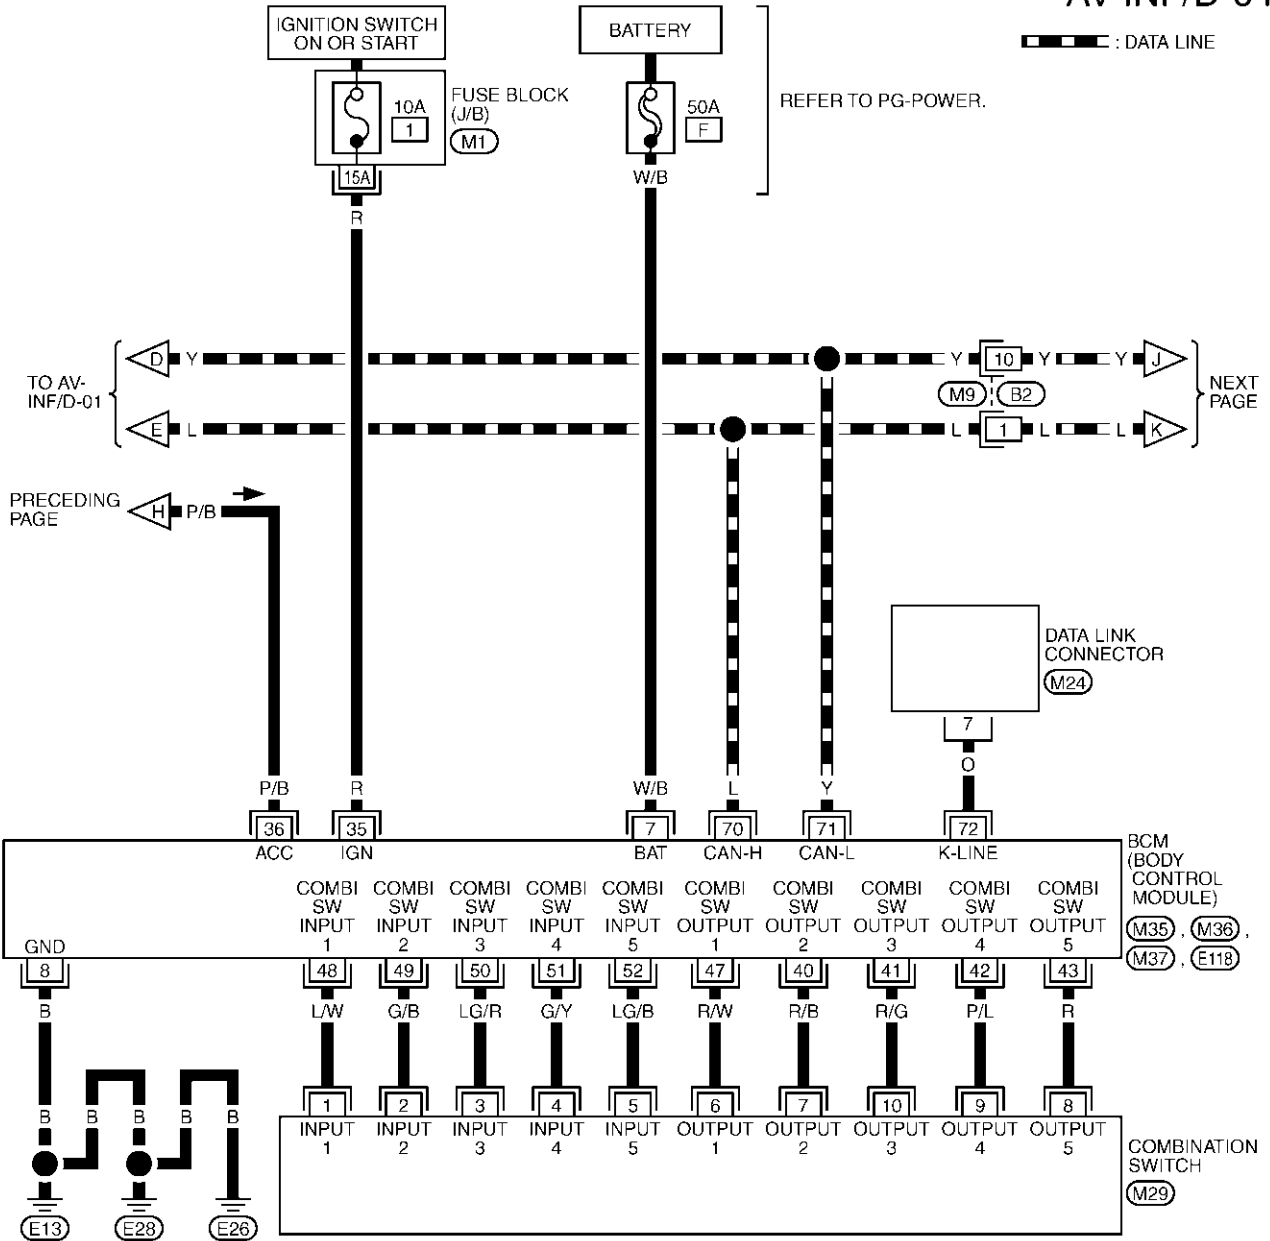 AV-INF/D-01
IGNITION SWITCH
ON OR START
BATTERY
: DATA LINE
10A
1
FUSE BLOCK
(J/B)
M1
50A
F
REFER TO PG-POWER.
15A
W/B
R
TO AV-
INF/D-01
D Y Y 10 Y Y J
M9 B2
E L L 1 L L K
NEXT
PAGE
PRECEDING
PAGE
H P/B
DATA LINK
CONNECTOR
M24
7
O
P/B R W/B L Y
36 35 7 70 71 72
ACC IGN BAT CAN-H CAN-L K-LINE
BCM
(BODY
CONTROL
MODULE)
M35 , M36 ,
M37 , E118
COMBI COMBI COMBI COMBI COMBI COMBI COMBI COMBI COMBI COMBI
SW SW SW SW SW SW SW SW SW SW
INPUT INPUT INPUT INPUT INPUT OUTPUT OUTPUT OUTPUT OUTPUT OUTPUT
1 2 3 4 5 1 2 3 4 5
GND
8 48 49 50 51 52 47 40 41 42 43
B L/W G/B LG/R G/Y LG/B R/W R/B R/G P/L R
B B B B B
1 2 3 4 5 6 7 10 9 8
INPUT INPUT INPUT INPUT INPUT OUTPUT OUTPUT OUTPUT OUTPUT OUTPUT
1 2 3 4 5 1 2 3 4 5
COMBINATION
SWITCH
M29
E13 E28 E26